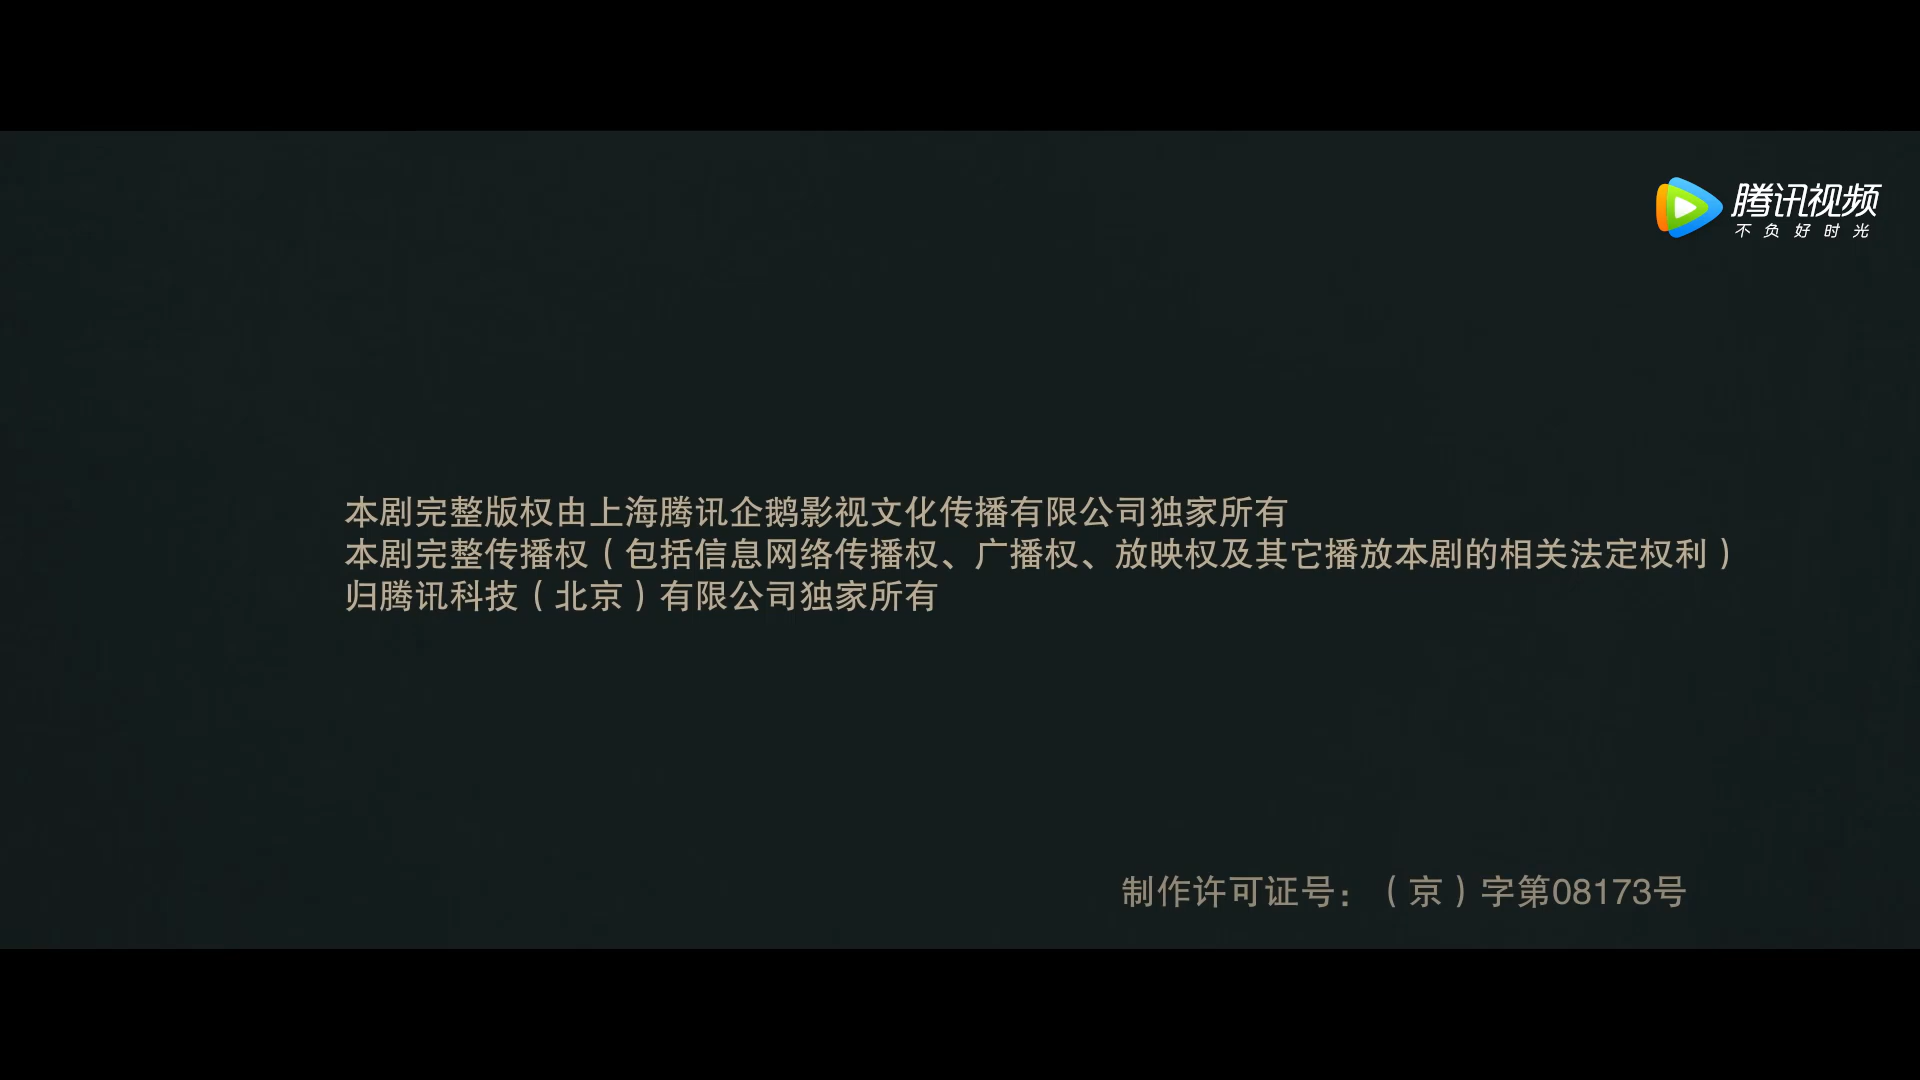 腾讯视频
不负好时光
本剧完整版权由上海腾讯企鹅影视文化传播有限公司独家所有
本剧完整传播权（包括信息网络传播权、广播权、放映权及其它播放本剧的相关法定权利）
归腾讯科技（北京）有限公司独家所有
制作许可证号：（京）字第08173号